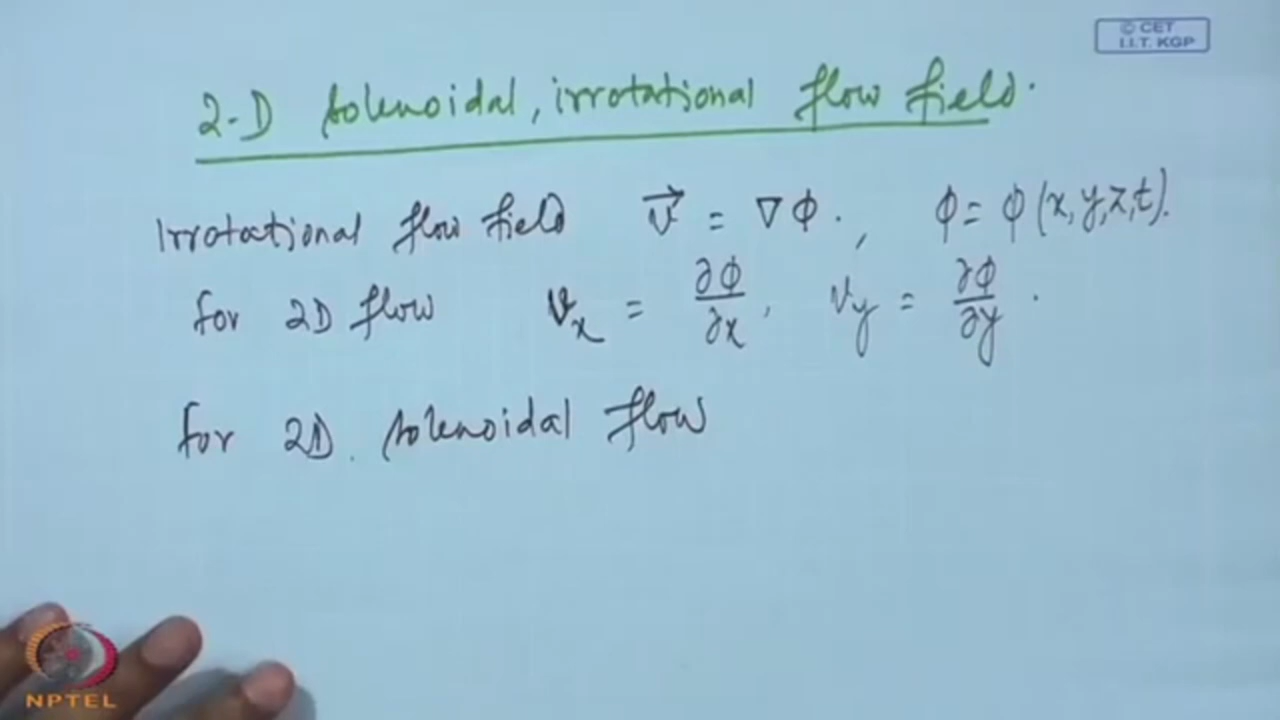 © CET
I.I.T. KGP
2-D solenoidal, irrotational flow field.
Irrotational flow field v⃗ = ∇ϕ. , ϕ = ϕ(x, y, z, t).
for 2D flow v_x = ∂ϕ/∂x, v_y = ∂ϕ/∂y.
for 2D. solenoidal flow
NPTEL